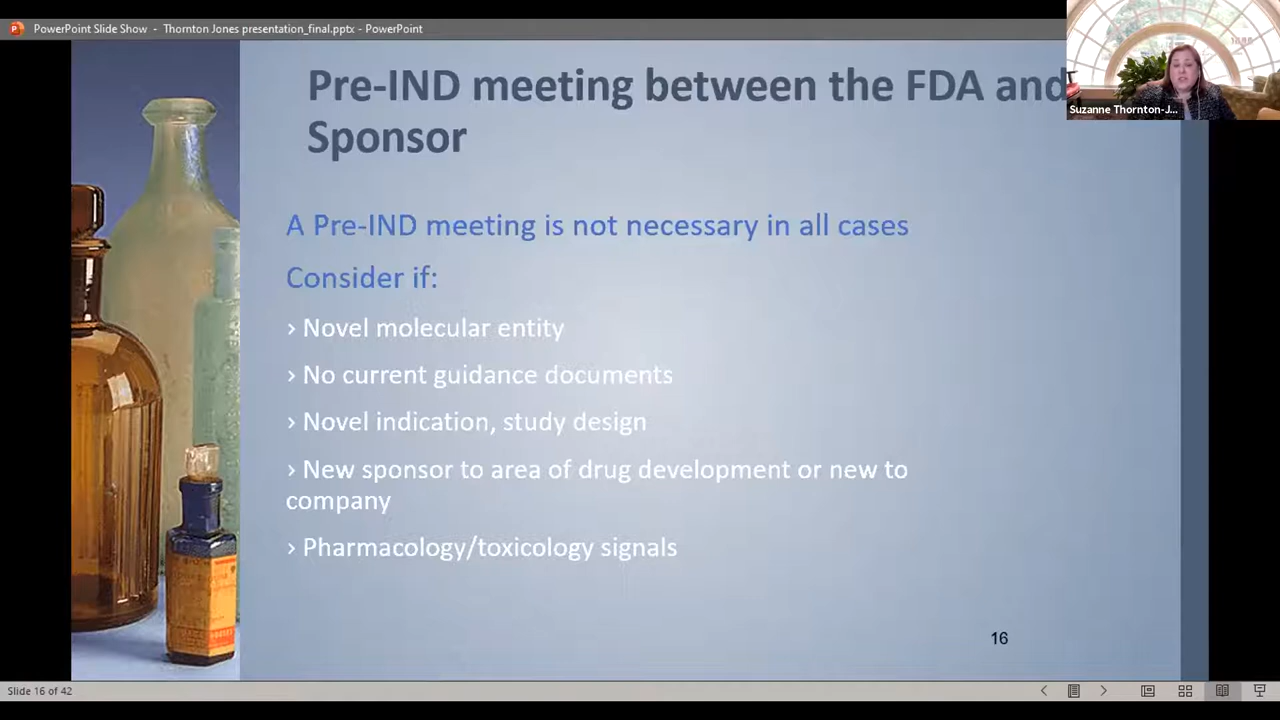 PowerPoint Slide Show - Thornton Jones presentation_final.pptx - PowerPoint
Suzanne Thornton-J...
Pre-IND meeting between the FDA and
Sponsor
A Pre-IND meeting is not necessary in all cases
Consider if:
› Novel molecular entity
› No current guidance documents
› Novel indication, study design
› New sponsor to area of drug development or new to
company
› Pharmacology/toxicology signals
16
Slide 16 of 42